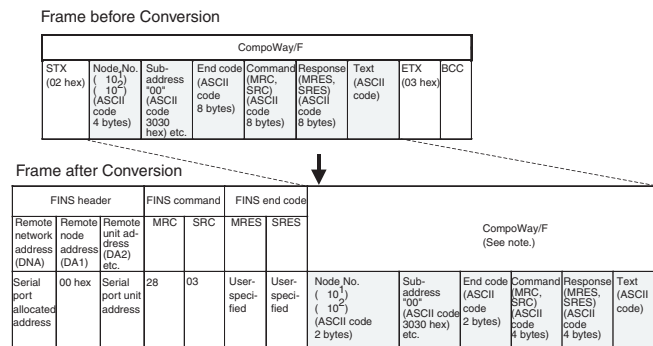 Frame before Conversion
CompoWay/F
STX
(02 hex)
Node No.
( 10¹)
( 10²)
(ASCII
code
4 bytes)
Sub-
address
"00"
(ASCII
code
3030
hex) etc.
End code
(ASCII
code
8 bytes)
Command
(MRC,
SRC)
(ASCII
code
8 bytes)
Response
(MRES,
SRES)
(ASCII
code
8 bytes)
Text
(ASCII
code)
ETX
(03 hex)
BCC
Frame after Conversion
FINS header
FINS command
FINS end code
CompoWay/F
(See note.)
Remote
network
address
(DNA)
Remote
node
address
(DA1)
Remote
unit ad-
dress
(DA2)
etc.
MRC
SRC
MRES
SRES
Serial
port
allocated
address
00 hex
Serial
port unit
address
28
03
User-
speci-
fied
User-
speci-
fied
Node No.
( 10¹)
( 10²)
(ASCII code
2 bytes)
Sub-
address
"00"
(ASCII code
3030 hex)
etc.
End code
(ASCII
code
2 bytes)
Command
(MRC,
SRC)
(ASCII
code
4 bytes)
Response
(MRES,
SRES)
(ASCII
code
4 bytes)
Text
(ASCII
code)